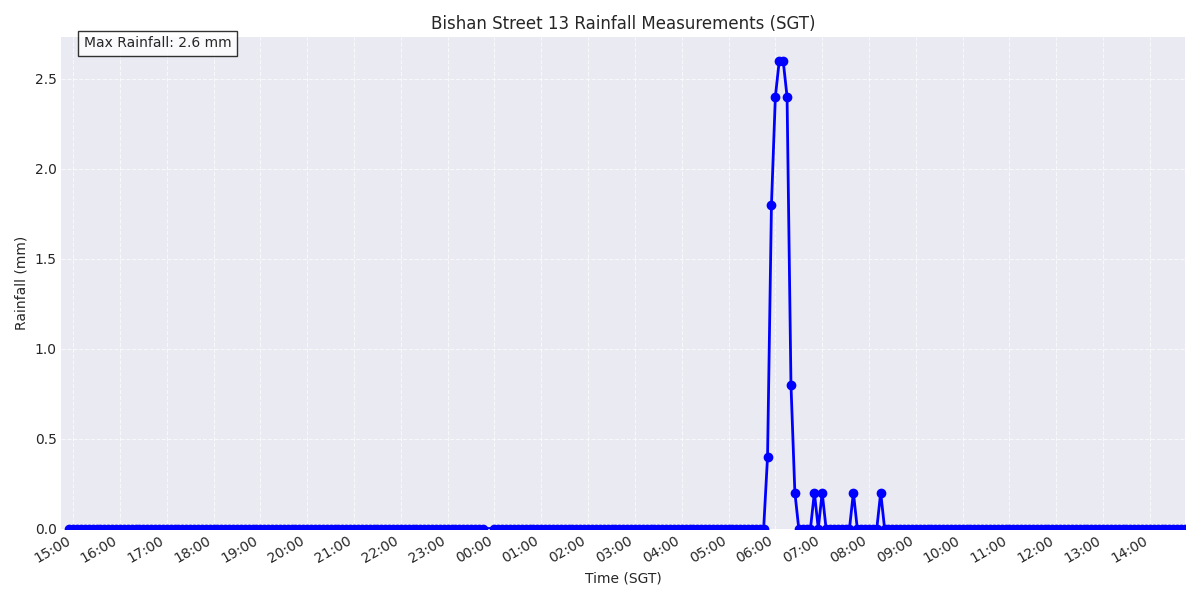 Bishan Street 13 Rainfall Measurements (SGT)
Max Rainfall: 2.6 mm
Rainfall (mm)
2.5
2.0
1.5
1.0
0.5
0.0
15:00 16:00 17:00 18:00 19:00 20:00 21:00 22:00 23:00 00:00 01:00 02:00 03:00 04:00 05:00 06:00 07:00 08:00 09:00 10:00 11:00 12:00 13:00 14:00
Time (SGT)